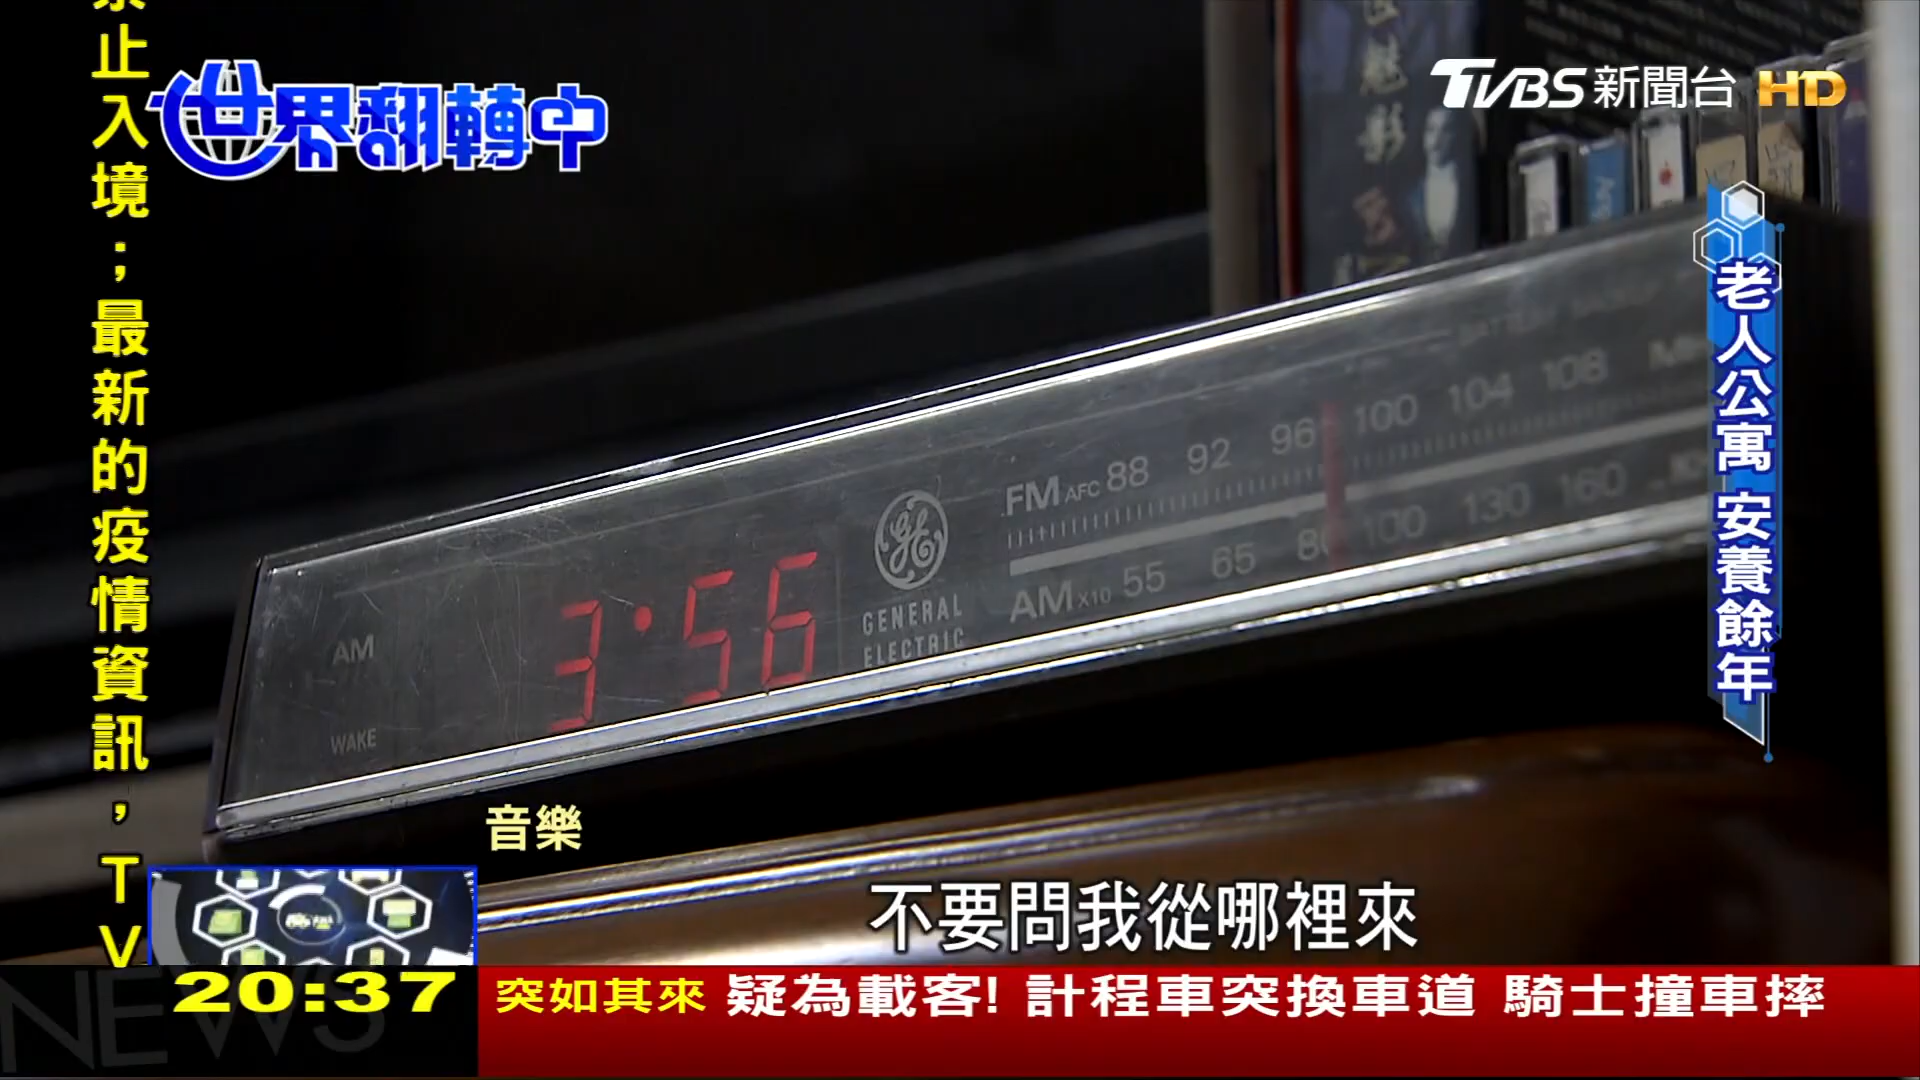 止入境；最新的疫情資訊，TV
世界翻轉中
TVBS新聞台 HD
魅影
老人公寓 安養餘年
FM AFC 88 92 96 100 104 108
AM x10 55 65 80 100 130 160
GENERAL
ELECTRIC
AM
3:56
WAKE
音樂
不要問我從哪裡來
NEWS
20:37
突如其來 疑為載客! 計程車突換車道 騎士撞車摔